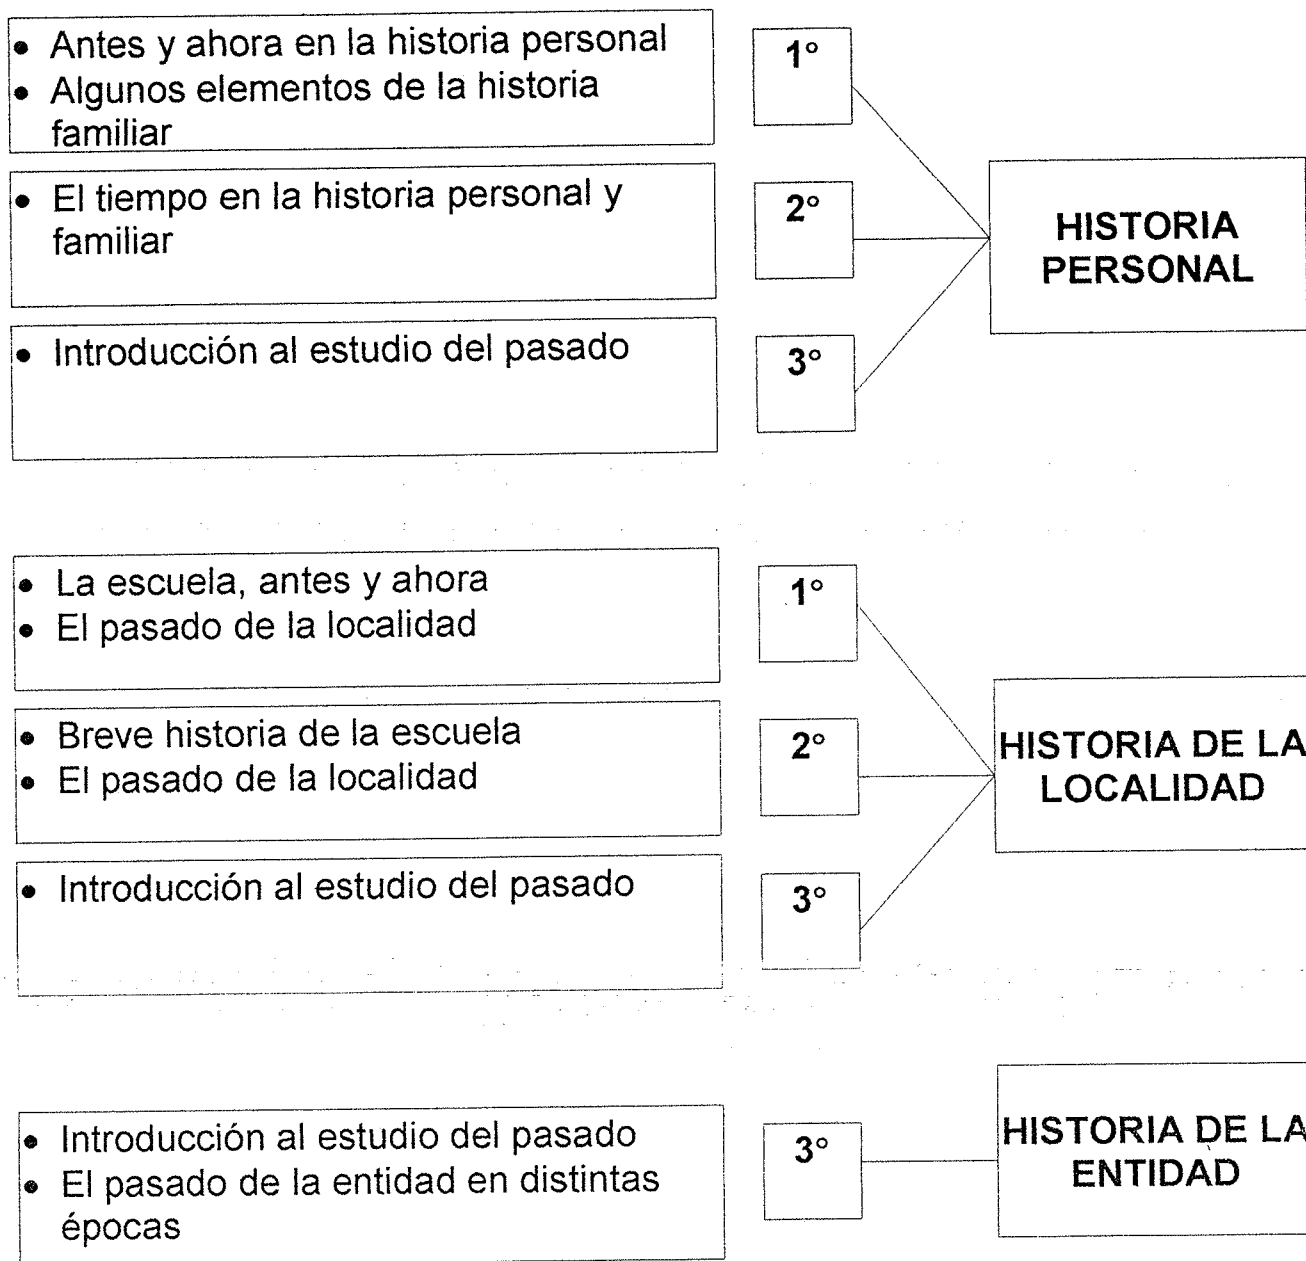 • Antes y ahora en la historia personal
• Algunos elementos de la historia
familiar
1°
• El tiempo en la historia personal y
familiar
2°
HISTORIA
PERSONAL
• Introducción al estudio del pasado
3°
• La escuela, antes y ahora
• El pasado de la localidad
1°
• Breve historia de la escuela
• El pasado de la localidad
2°
HISTORIA DE LA
LOCALIDAD
• Introducción al estudio del pasado
3°
• Introducción al estudio del pasado
• El pasado de la entidad en distintas
épocas
3°
HISTORIA DE LA
ENTIDAD